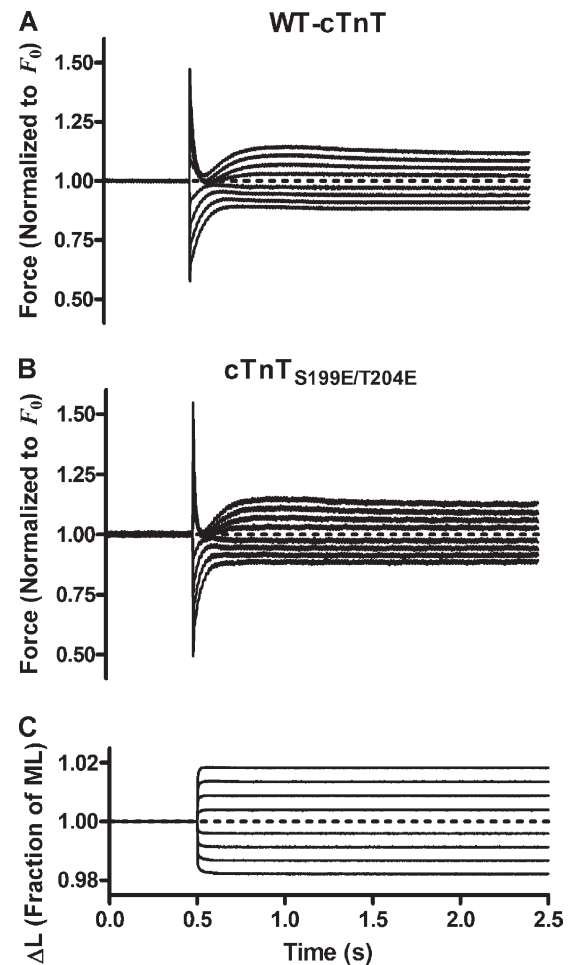 A
WT-cTnT
Force (Normalized to F0)
1.50
1.25
1.00
0.75
0.50
B
cTnT S199E/T204E
Force (Normalized to F0)
1.50
1.25
1.00
0.75
0.50
C
ΔL (Fraction of ML)
1.02
1.00
0.98
0.0 0.5 1.0 1.5 2.0 2.5
Time (s)